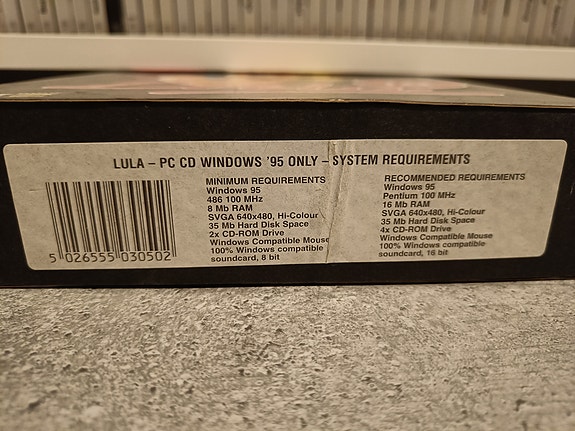 LULA – PC CD WINDOWS '95 ONLY – SYSTEM REQUIREMENTS
MINIMUM REQUIREMENTS
Windows 95
486 100 MHz
8 Mb RAM
SVGA 640x480, Hi-Colour
35 Mb Hard Disk Space
2x CD-ROM Drive
Windows Compatible Mouse
100% Windows compatible
soundcard, 8 bit
RECOMMENDED REQUIREMENTS
Windows 95
Pentium 100 MHz
16 Mb RAM
SVGA 640x480, Hi-Colour
35 Mb Hard Disk Space
4x CD-ROM Drive
Windows Compatible Mouse
100% Windows compatible
soundcard, 16 bit
5 026555 030502